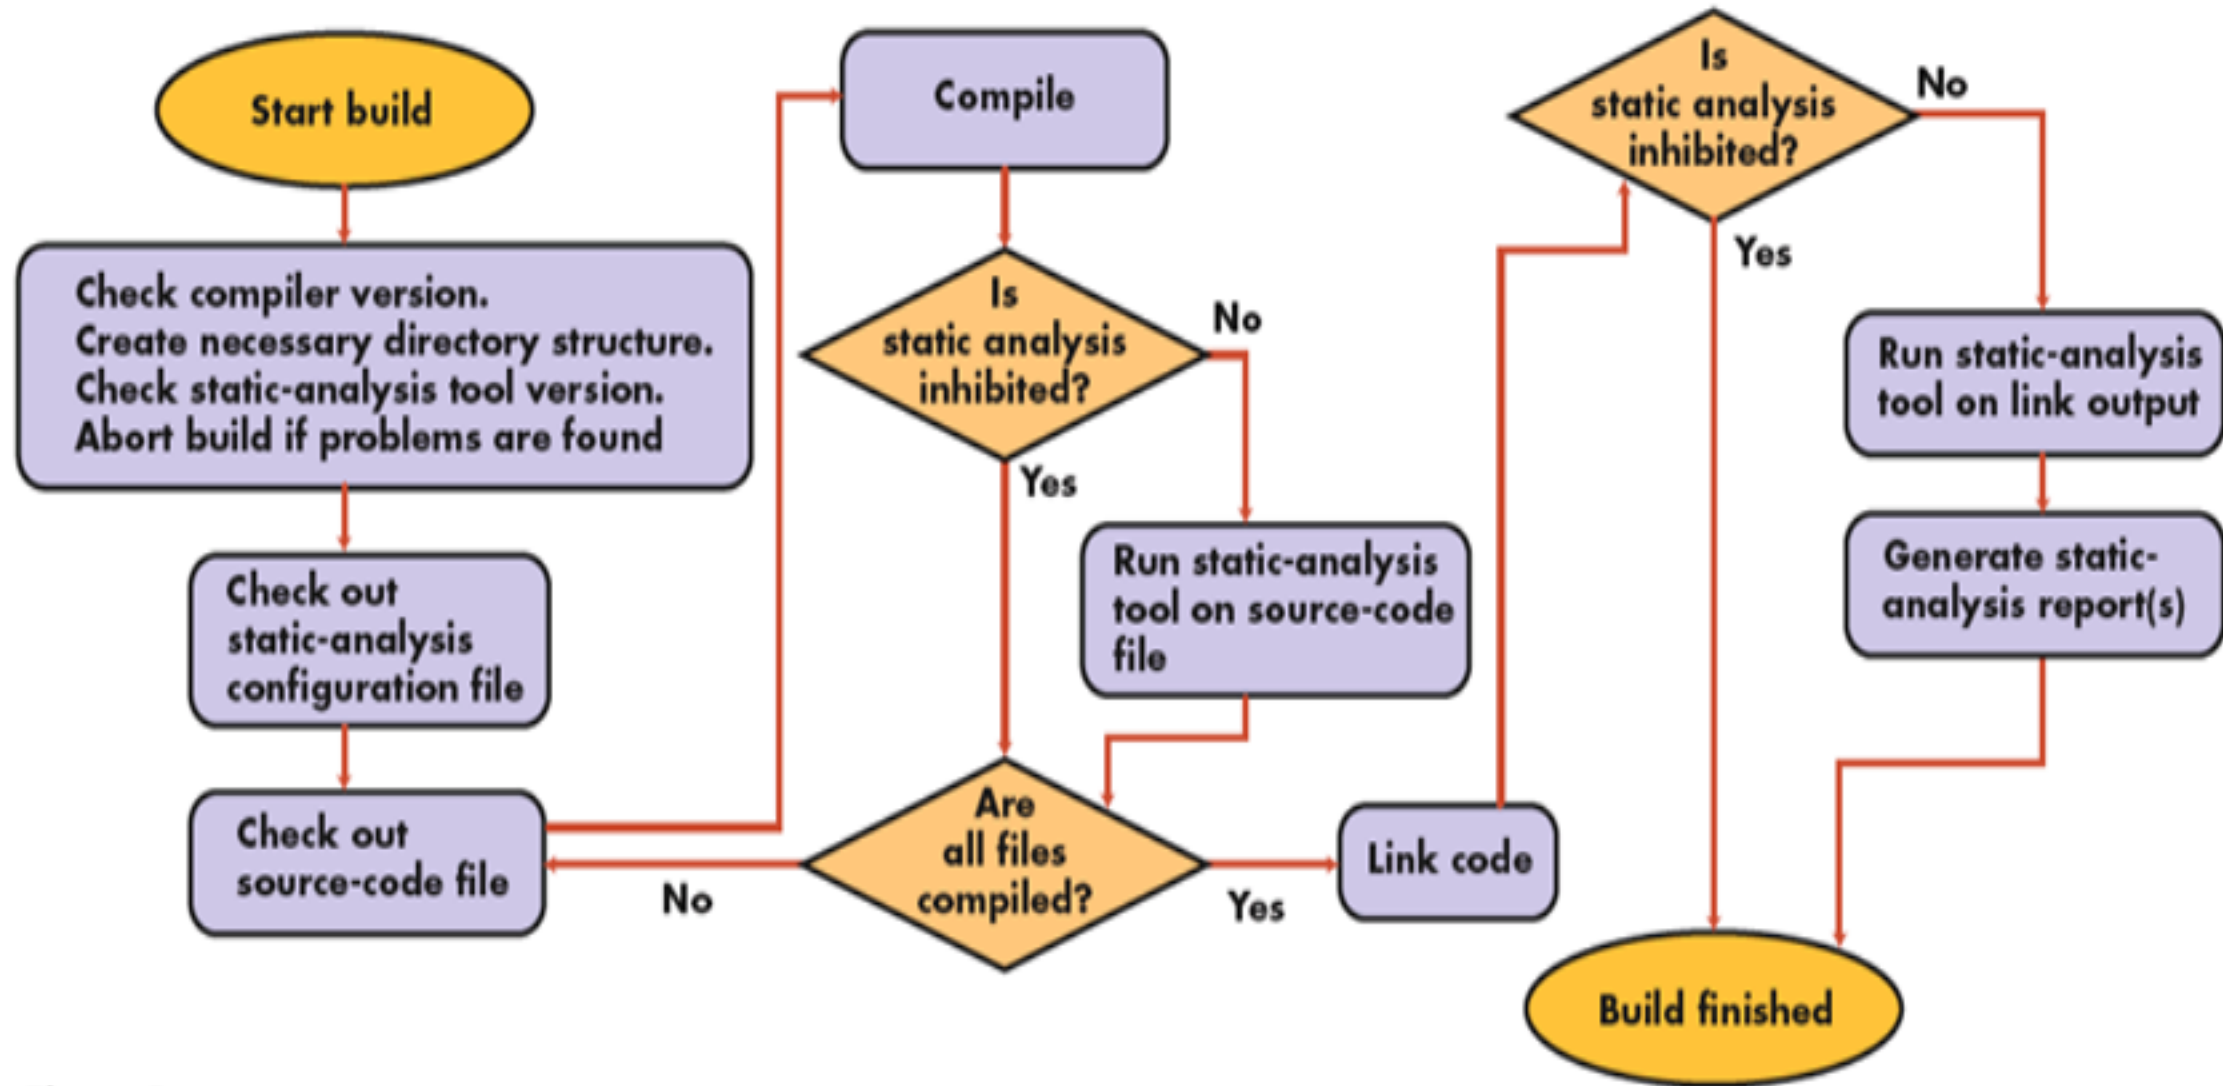 Start build
Check compiler version.
Create necessary directory structure.
Check static-analysis tool version.
Abort build if problems are found
Check out
static-analysis
configuration file
Check out
source-code file
Compile
Is
static analysis
inhibited?
No
Yes
Run static-analysis
tool on source-code
file
Are
all files
compiled?
No
Yes
Link code
Is
static analysis
inhibited?
No
Yes
Run static-analysis
tool on link output
Generate static-
analysis report(s)
Build finished